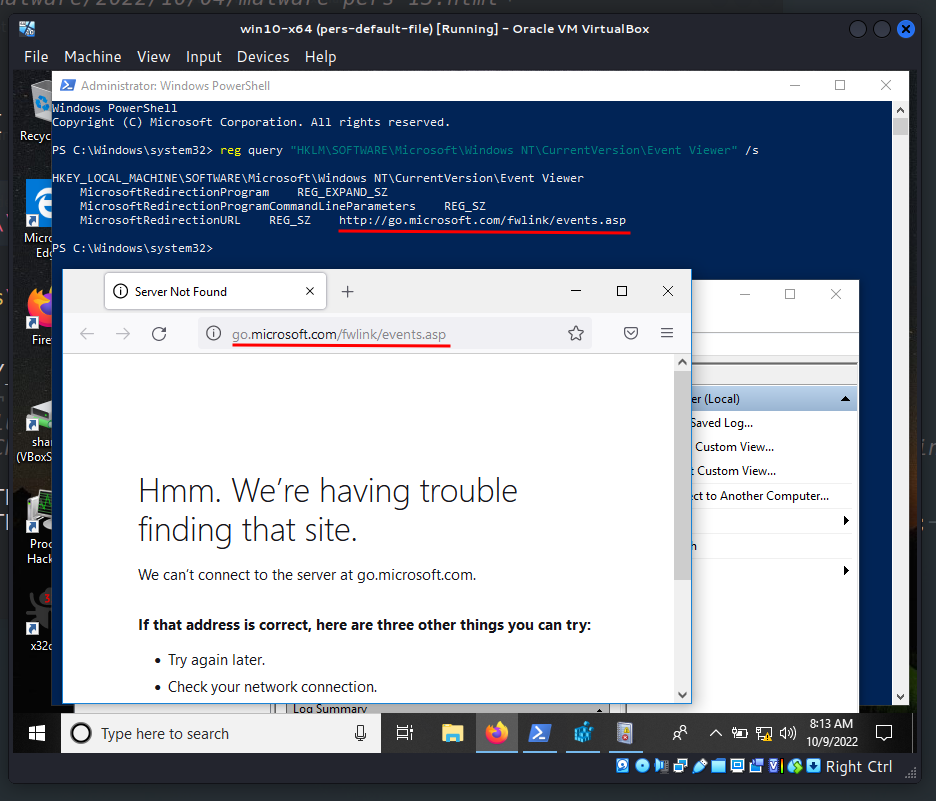 malware/2022/10/04/malware-pers-13.html
win10-x64 (pers-default-file) [Running] - Oracle VM VirtualBox
File Machine View Input Devices Help
Administrator: Windows PowerShell
Windows PowerShell
Copyright (C) Microsoft Corporation. All rights reserved.
PS C:\Windows\system32> reg query "HKLM\SOFTWARE\Microsoft\Windows NT\CurrentVersion\Event Viewer" /s
HKEY_LOCAL_MACHINE\SOFTWARE\Microsoft\Windows NT\CurrentVersion\Event Viewer
MicrosoftRedirectionProgram REG_EXPAND_SZ
MicrosoftRedirectionProgramCommandLineParameters REG_SZ
MicrosoftRedirectionURL REG_SZ http://go.microsoft.com/fwlink/events.asp
PS C:\Windows\system32>
Recyc
Micro
Edg
Firef
shar
(VBoxS
Proc
Hack
x32d
Server Not Found
go.microsoft.com/fwlink/events.asp
Hmm. We're having trouble
finding that site.
We can't connect to the server at go.microsoft.com.
If that address is correct, here are three other things you can try:
• Try again later.
• Check your network connection.
er (Local)
Saved Log...
Custom View...
t Custom View...
ect to Another Computer...
h
Log Summary
Type here to search
8:13 AM
10/9/2022
Right Ctrl